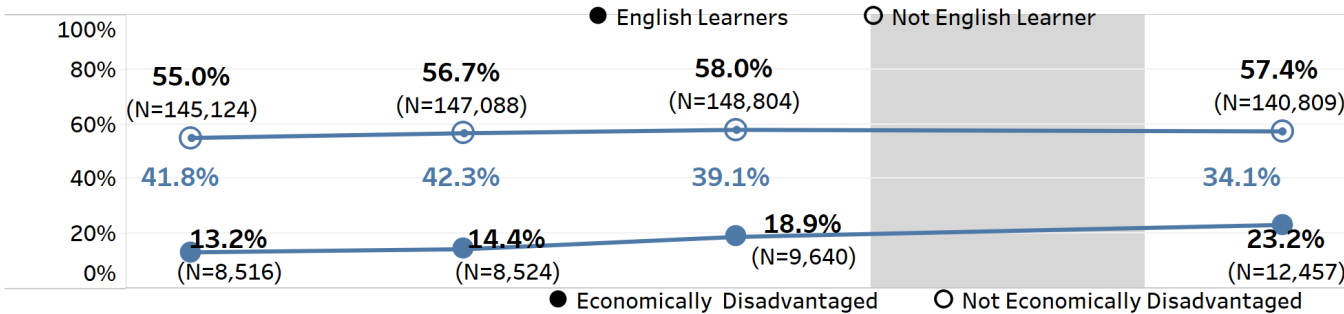 ● English Learners ○ Not English Learner
100%
80%
55.0% 56.7% 58.0% 57.4%
(N=145,124) (N=147,088) (N=148,804) (N=140,809)
60%
40% 41.8% 42.3% 39.1% 34.1%
20%
13.2% 14.4% 18.9% 23.2%
(N=8,516) (N=8,524) (N=9,640) (N=12,457)
0%
● Economically Disadvantaged ○ Not Economically Disadvantaged